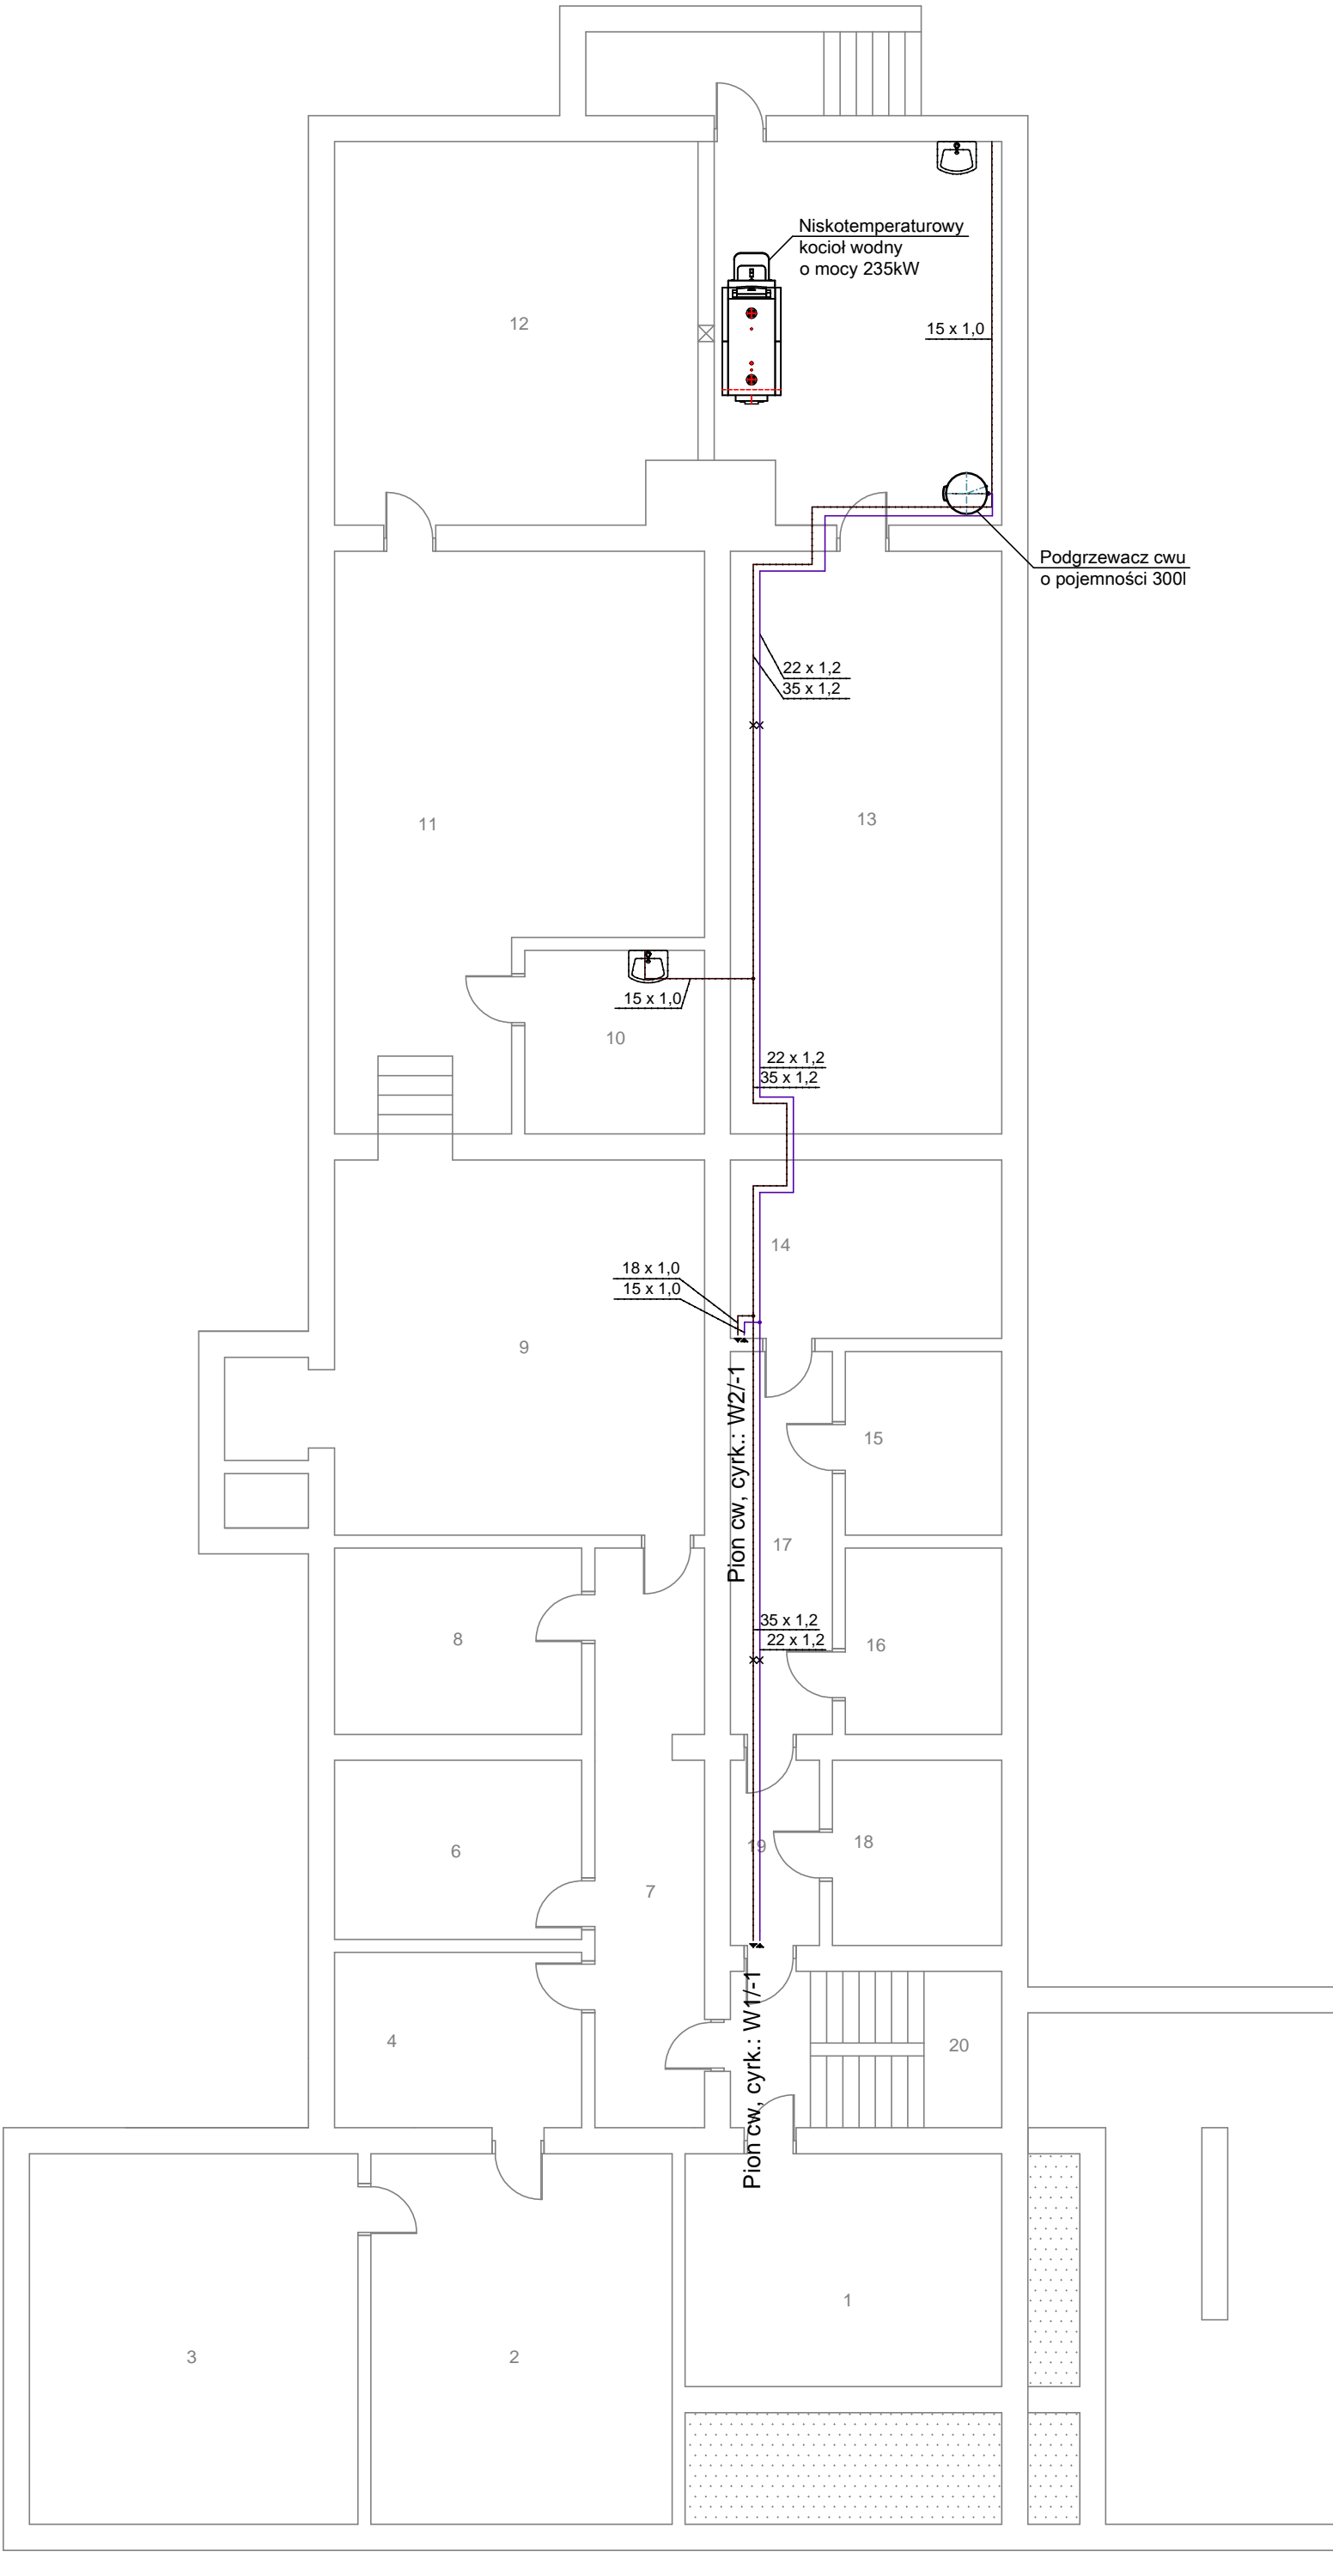 Niskotemperaturowy
kocioł wodny
o mocy 235kW
12
15 x 1,0
Podgrzewacz cwu
o pojemności 300l
22 x 1,2
35 x 1,2
11
13
15 x 1,0
10
22 x 1,2
35 x 1,2
14
18 x 1,0
15 x 1,0
9
Pion cw, cyrk.: W2/-1
15
17
35 x 1,2
22 x 1,2
8
16
6
19
18
7
4
20
Pion cw, cyrk.: W1/-1
1
3
2